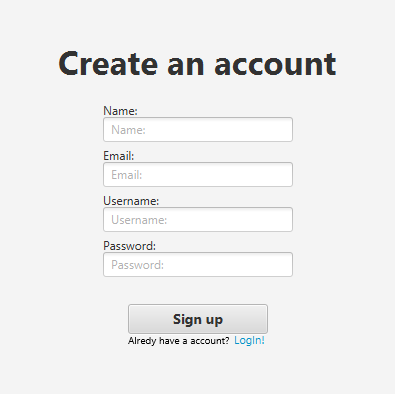 Create an account
Name:
Name:
Email:
Email:
Username:
Username:
Password:
Password:
Sign up
Alredy have a account? LogIn!